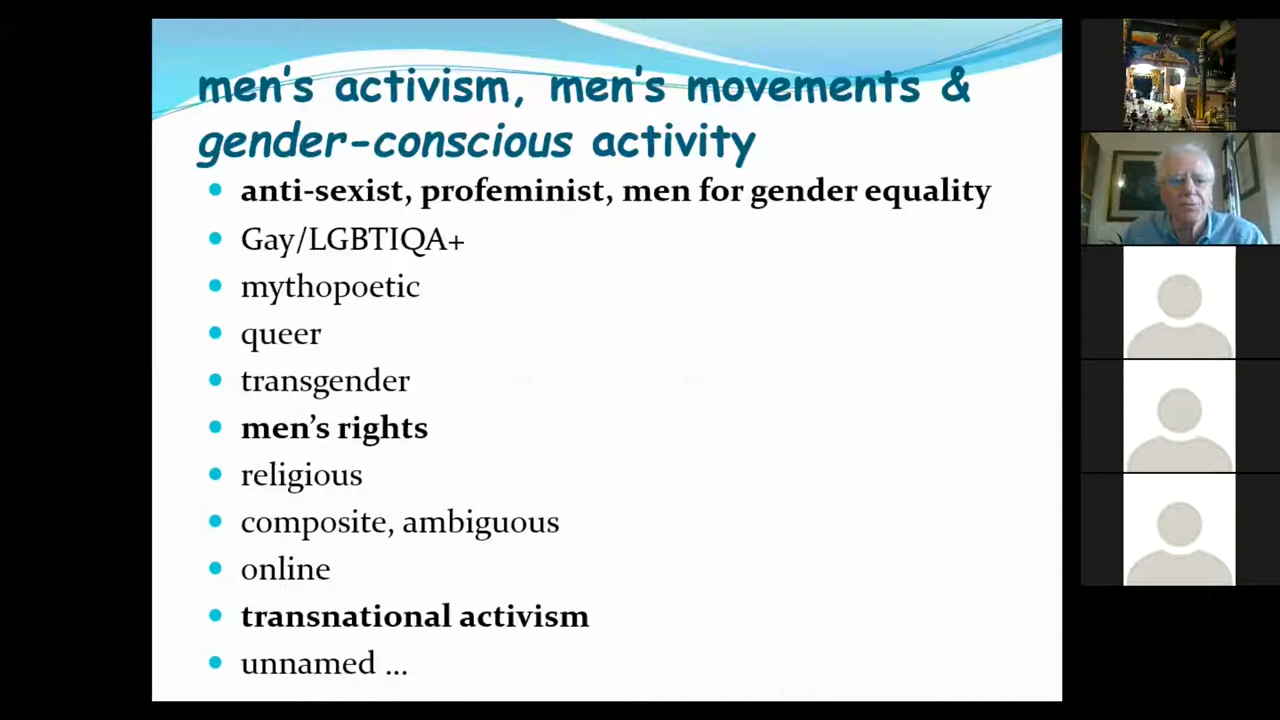 men's activism, men's movements &
gender-conscious activity
anti-sexist, profeminist, men for gender equality
Gay/LGBTIQA+
mythopoetic
queer
transgender
men’s rights
religious
composite, ambiguous
online
transnational activism
unnamed ...